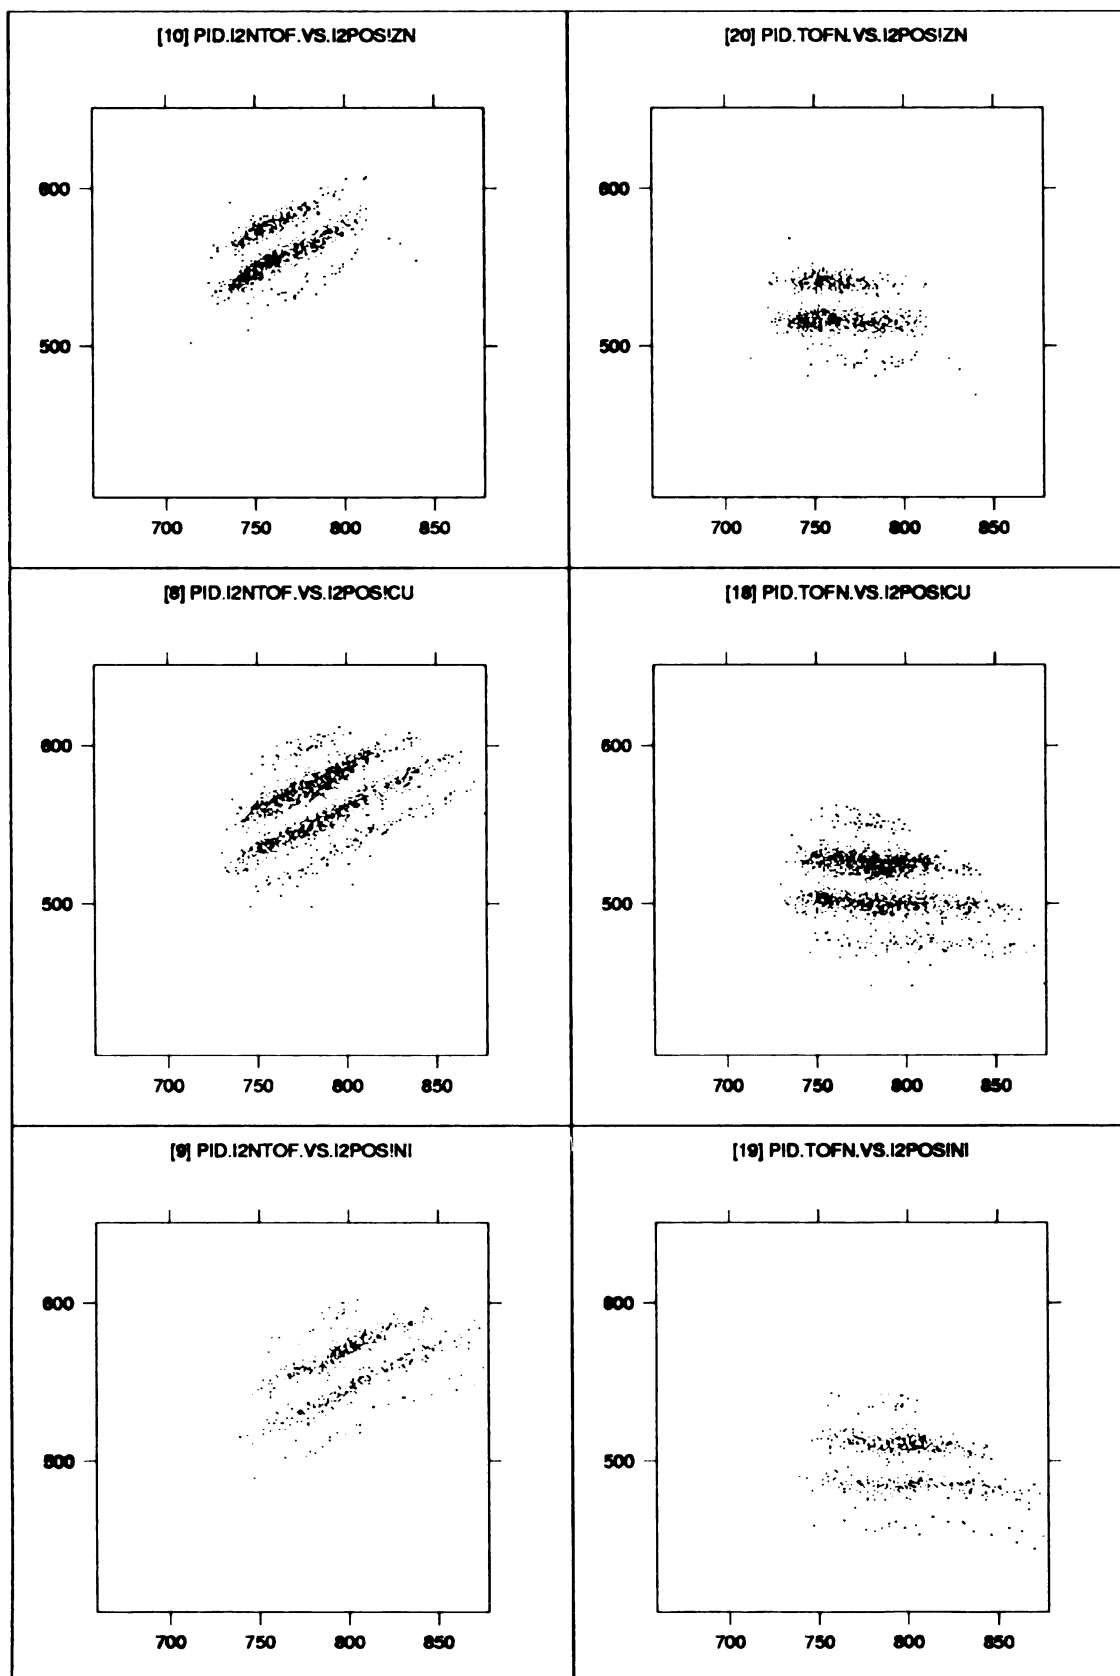 [10] PID.I2NTOF.VS.I2POS!ZN
[20] PID.TOFN.VS.I2POS!ZN
600
500
700 750 800 850
600
500
700 750 800 850
[8] PID.I2NTOF.VS.I2POS!CU
[18] PID.TOFN.VS.I2POS!CU
600
500
700 750 800 850
600
500
700 750 800 850
[9] PID.I2NTOF.VS.I2POS!NI
[19] PID.TOFN.VS.I2POS!NI
600
500
700 750 800 850
600
500
700 750 800 850